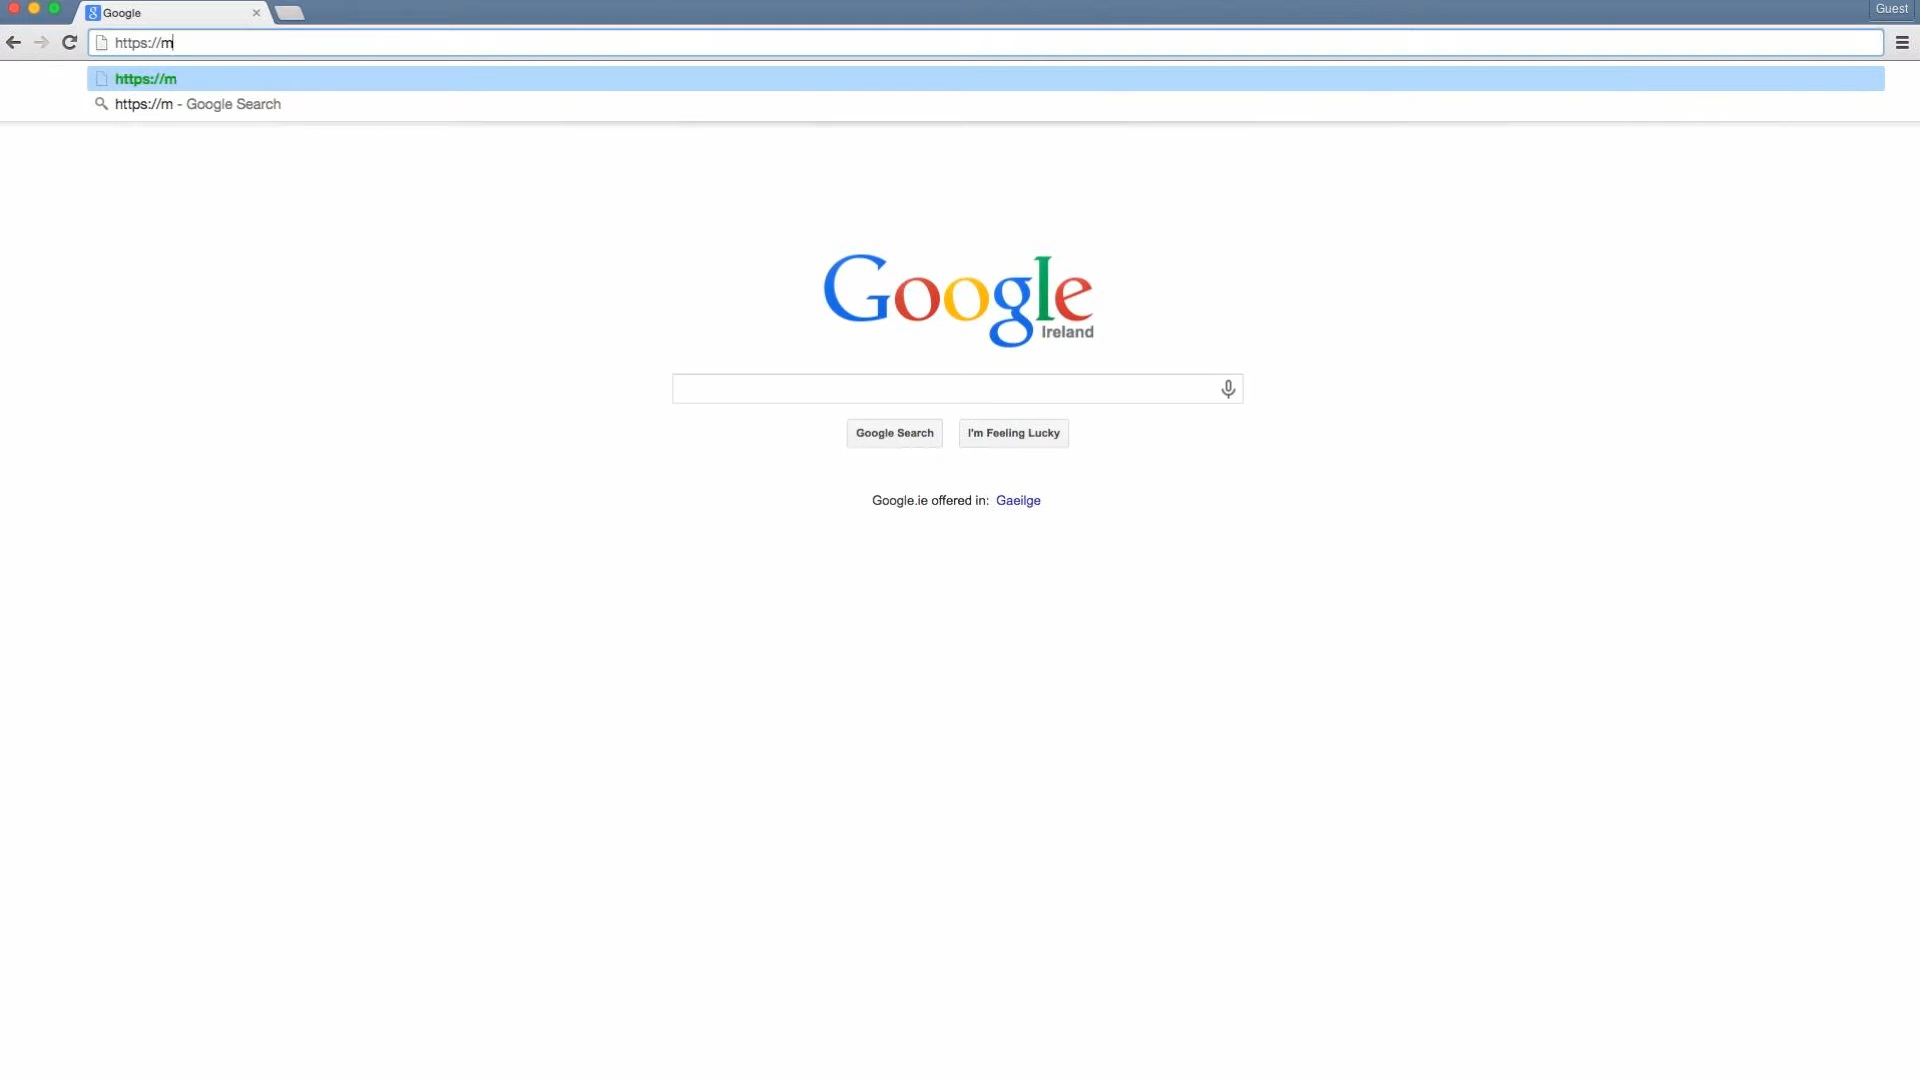 Google
Guest
https://m
https://m
https://m - Google Search
Google
Ireland
Google Search
I'm Feeling Lucky
Google.ie offered in: Gaeilge